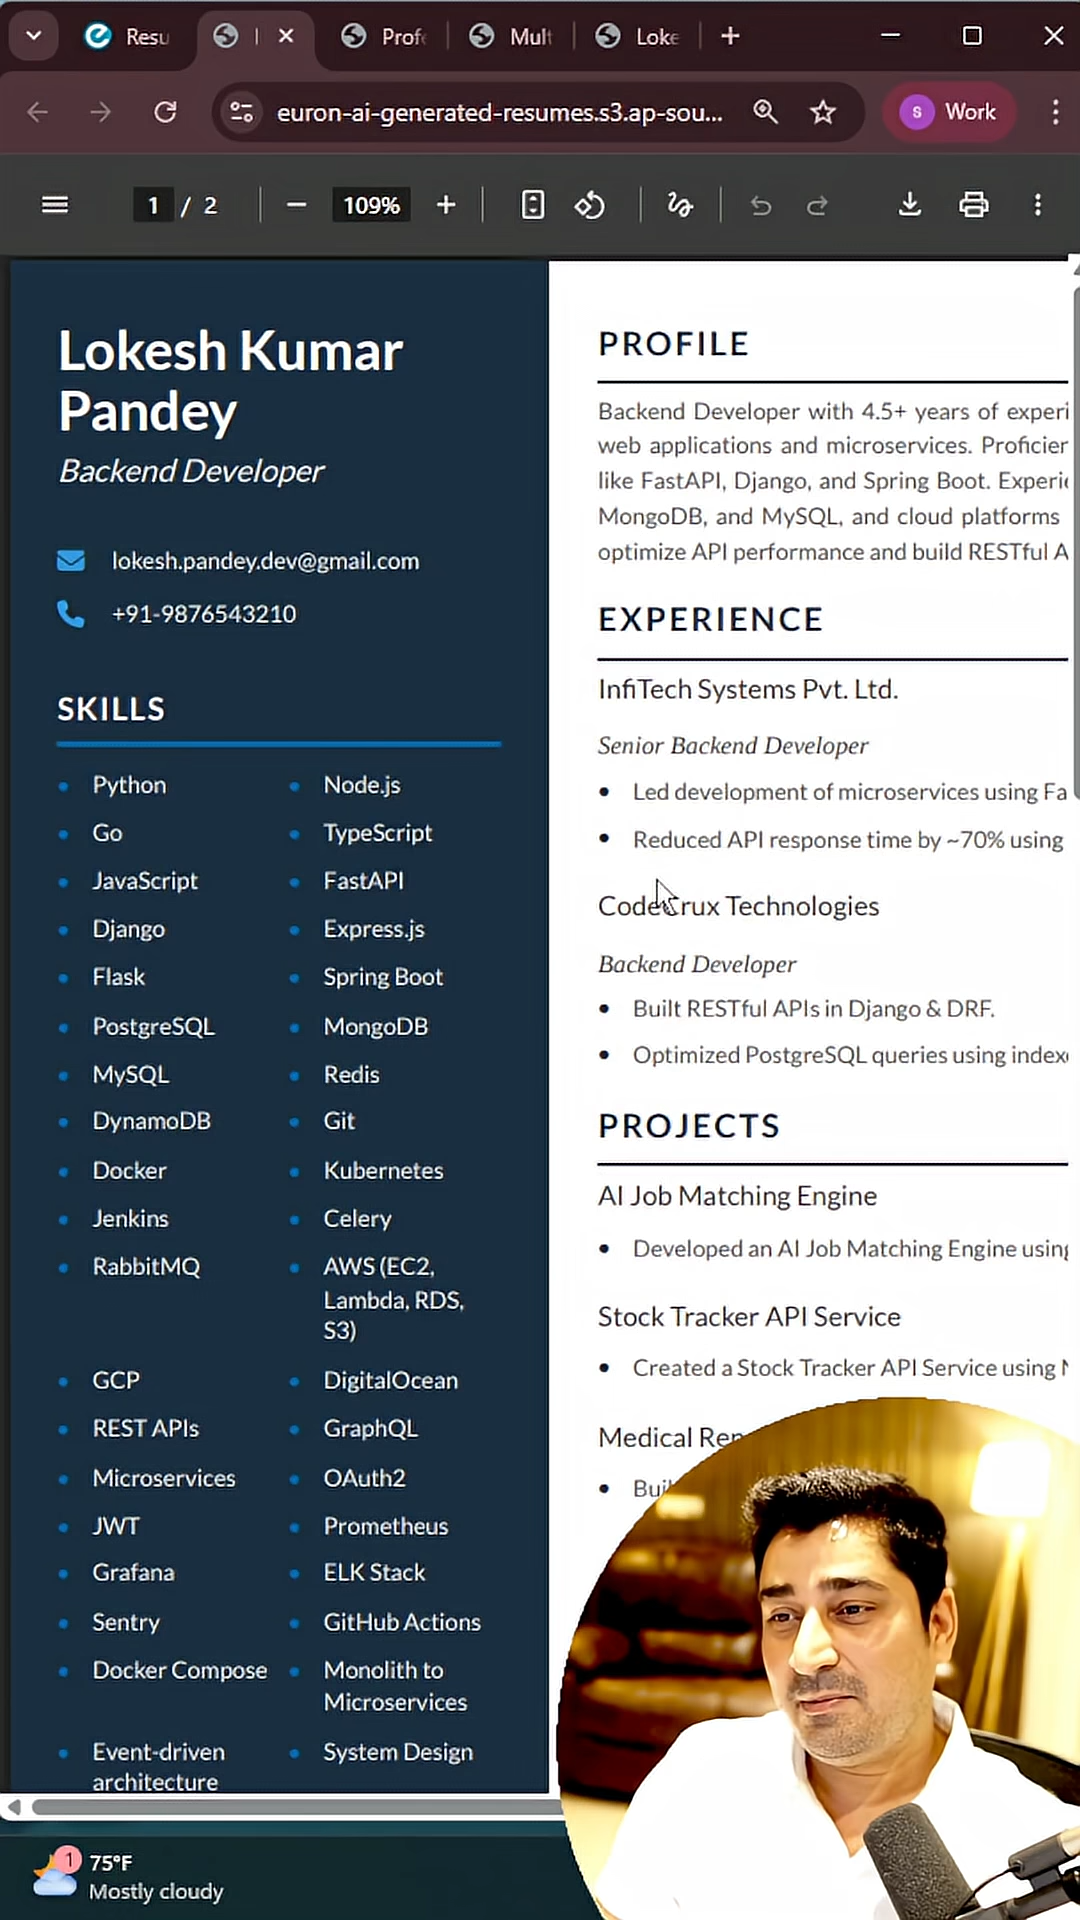 Resu
Prof
Mult
Loke
euron-ai-generated-resumes.s3.ap-sou...
s
Work
1 / 2
109%
Lokesh Kumar
Pandey
Backend Developer
lokesh.pandey.dev@gmail.com
+91-9876543210
SKILLS
Python
Node.js
Go
TypeScript
JavaScript
FastAPI
Django
Express.js
Flask
Spring Boot
PostgreSQL
MongoDB
MySQL
Redis
DynamoDB
Git
Docker
Kubernetes
Jenkins
Celery
RabbitMQ
AWS (EC2,
Lambda, RDS,
S3)
GCP
DigitalOcean
REST APIs
GraphQL
Microservices
OAuth2
JWT
Prometheus
Grafana
ELK Stack
Sentry
GitHub Actions
Docker Compose
Monolith to
Microservices
Event-driven
architecture
System Design
PROFILE
Backend Developer with 4.5+ years of experi
web applications and microservices. Proficier
like FastAPI, Django, and Spring Boot. Experie
MongoDB, and MySQL, and cloud platforms
optimize API performance and build RESTful A
EXPERIENCE
InfiTech Systems Pvt. Ltd.
Senior Backend Developer
Led development of microservices using Fa
Reduced API response time by ~70% using
CodeCrux Technologies
Backend Developer
Built RESTful APIs in Django & DRF.
Optimized PostgreSQL queries using index
PROJECTS
AI Job Matching Engine
Developed an AI Job Matching Engine using
Stock Tracker API Service
Created a Stock Tracker API Service using
Medical Rep
Buil
1
75°F
Mostly cloudy